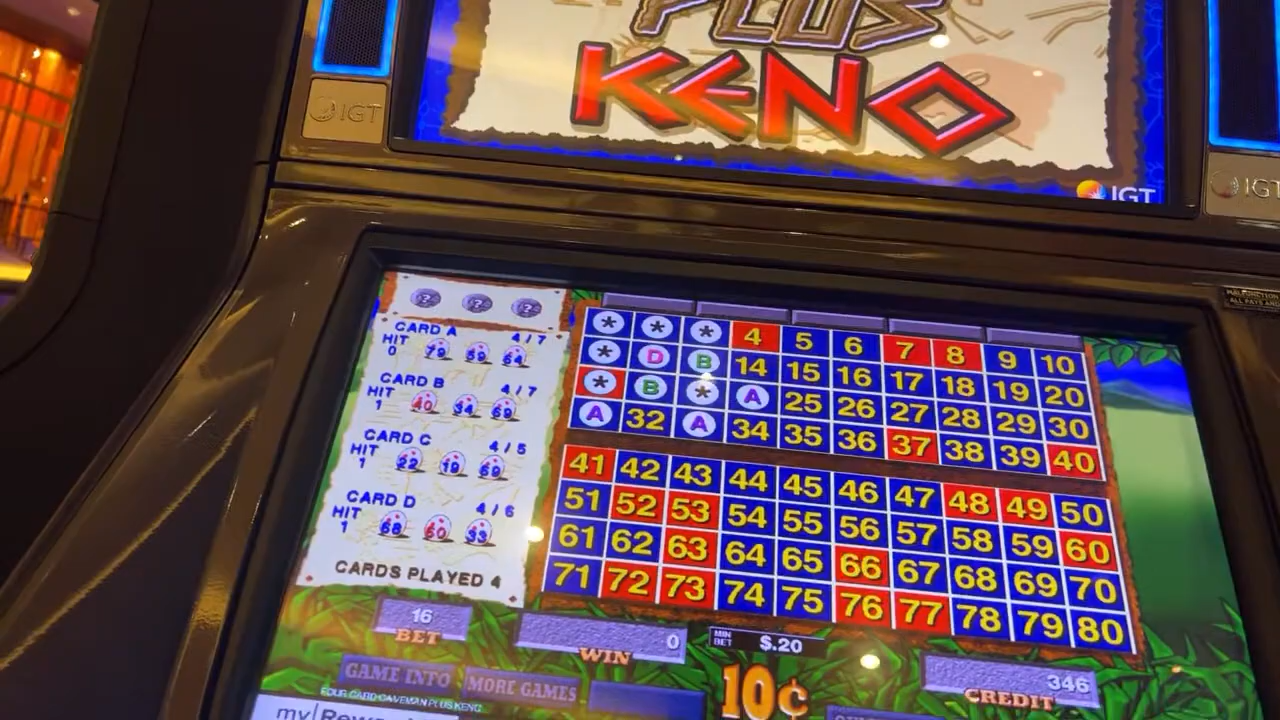 PLUS
KENO
IGT
IGT
IGT
CARD A 4/7
HIT 0 79 59 64
CARD B 4/7
HIT 1 40 34 69
CARD C 4/5
HIT 1 22 19 69
CARD D 4/6
HIT 1 68 60 33
CARDS PLAYED 4
* * * 4 5 6 7 8 9 10
* D B 14 15 16 17 18 19 20
* B * A 25 26 27 28 29 30
A 32 A 34 35 36 37 38 39 40
41 42 43 44 45 46 47 48 49 50
51 52 53 54 55 56 57 58 59 60
61 62 63 64 65 66 67 68 69 70
71 72 73 74 75 76 77 78 79 80
16
BET
0
WIN
MIN BET $.20
346
CREDIT
GAME INFO
MORE GAMES
10¢
FOUR CARD CAVEMAN PLUS KENO